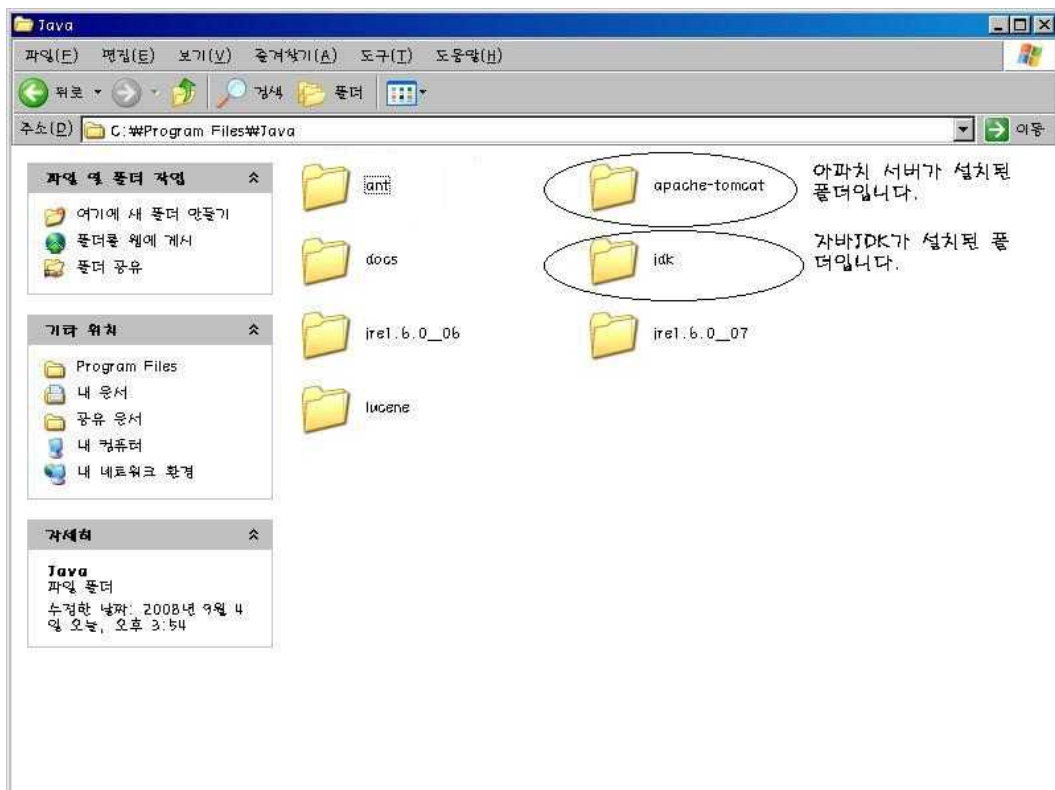 Java
파일(F) 편집(E) 보기(V) 즐겨찾기(A) 도구(T) 도움말(H)
뒤로 검색 폴더
주소(D) C:₩Program Files₩Java 이동
파일 및 폴더 작업
여기에 새 폴더 만들기
폴더를 웹에 게시
폴더 공유
기타 위치
Program Files
내 문서
공유 문서
내 컴퓨터
내 네트워크 환경
자세히
Java
파일 폴더
수정한 날짜: 2008년 9월 4
일 오늘, 오후 3:54
ant
apache-tomcat
아파치 서버가 설치된
폴더입니다.
docs
jdk
자바JDK가 설치된 폴
더입니다.
jre1.6.0_06
jre1.6.0_07
lucene